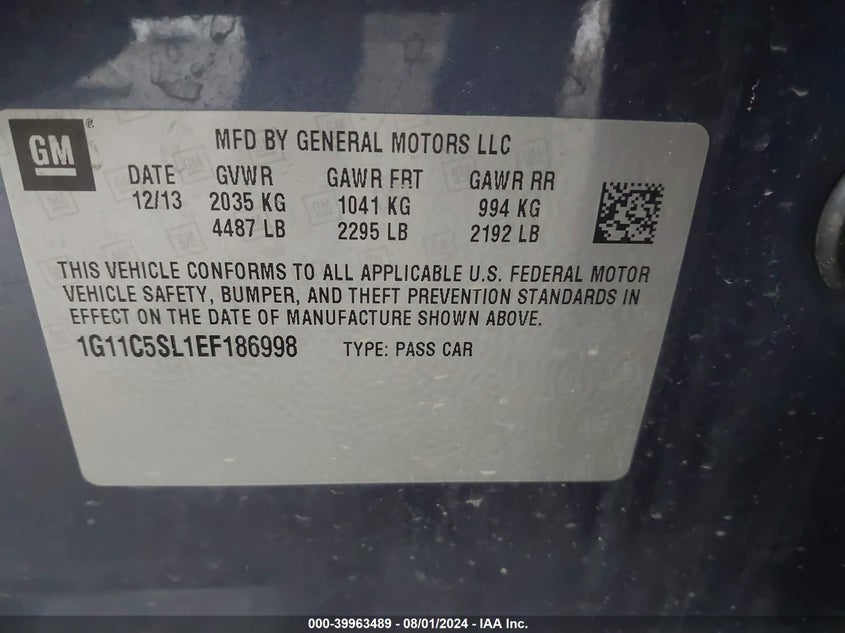 GM
MFD BY GENERAL MOTORS LLC
DATE GVWR GAWR FRT GAWR RR
12/13 2035 KG 1041 KG 994 KG
4487 LB 2295 LB 2192 LB
THIS VEHICLE CONFORMS TO ALL APPLICABLE U.S. FEDERAL MOTOR
VEHICLE SAFETY, BUMPER, AND THEFT PREVENTION STANDARDS IN
EFFECT ON THE DATE OF MANUFACTURE SHOWN ABOVE.
1G11C5SL1EF186998 TYPE: PASS CAR
000-39963489 - 08/01/2024 - IAA Inc.